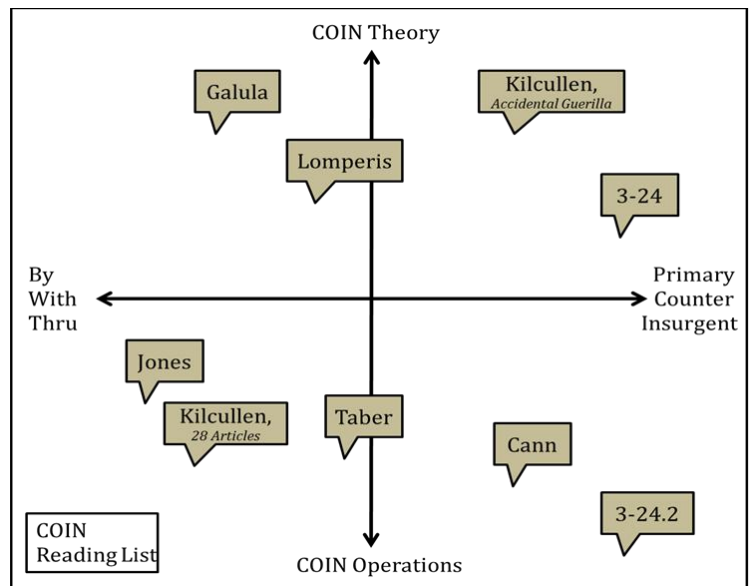 COIN Theory
Galula
Kilcullen,
Accidental Guerilla
Lomperis
3-24
By
With
Thru
Primary
Counter
Insurgent
Jones
Kilcullen,
28 Articles
Taber
Cann
3-24.2
COIN
Reading List
COIN Operations